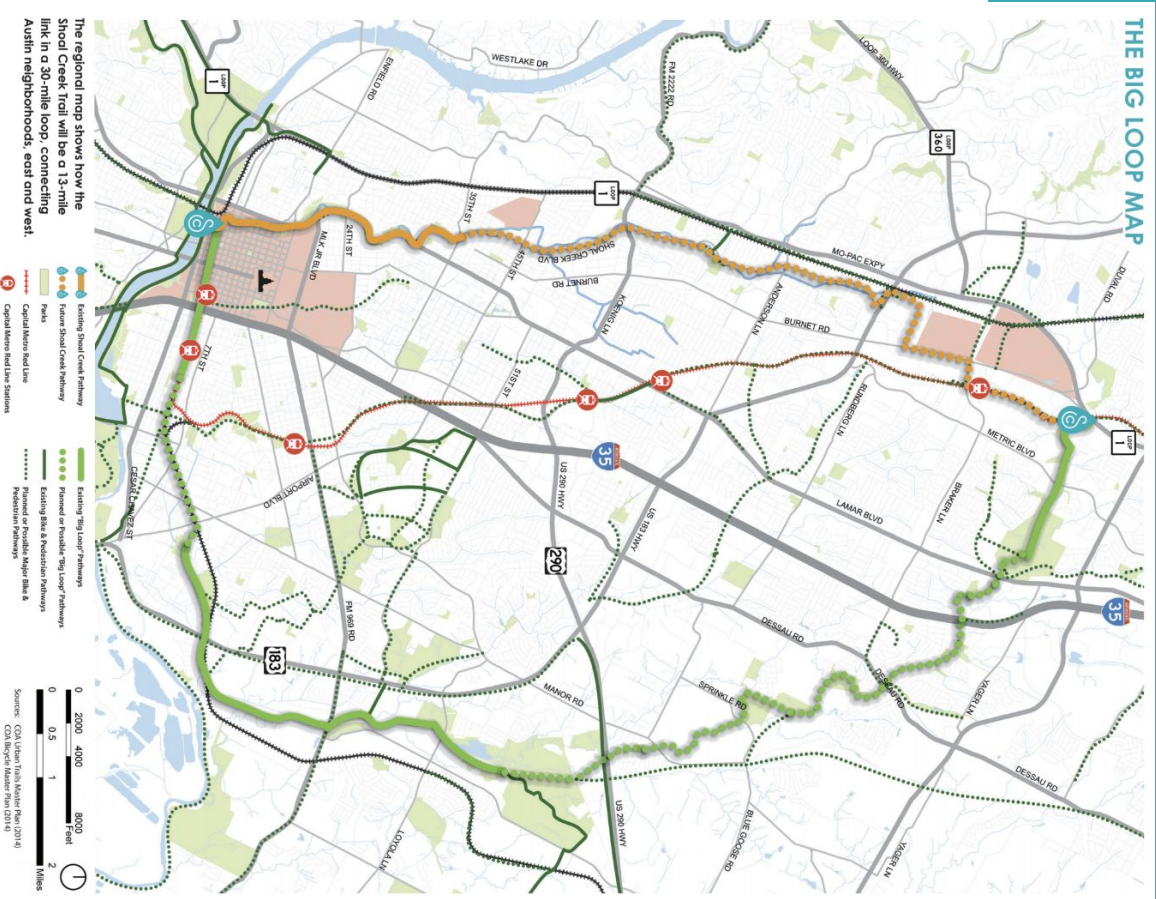 THE BIG LOOP MAP
LOOP 360 HWY
LOOP
360
DUVAL RD
WESTLAKE DR
FM 2222 RD
ENFIELD RD
LOOP
1
LOOP
1
MO-PAC EXPY
35TH ST
24TH ST
MLK JR BLVD
45TH ST
SHOAL CREEK BLVD
BURNET RD
KOENIG LN
ANDERSON LN
BURNET RD
SC
7TH ST
51ST ST
RUNDBERG LN
METRIC BLVD
SC
LOOP
1
AIRPORT BLVD
CESAR CHAVEZ ST
35
US 290 HWY
US 183 HWY
LAMAR BLVD
BRAKER LN
290
35
FM 969 RD
183
DESSAU RD
MANOR RD
SPRINKLE RD
DESSAU RD
YAGER LN
DESSAU RD
LOYOLA LN
US 290 HWY
BLUE GOOSE RD
YAGER LN
The regional map shows how the
Shoal Creek Trail will be a 13-mile
link in a 30-mile loop, connecting
Austin neighborhoods, east and west.
Existing Shoal Creek Pathway
Future Shoal Creek Pathway
Parks
Capital Metro Red Line
Capital Metro Red Line Stations
Existing "Big Loop" Pathways
Planned or Possible "Big Loop" Pathways
Existing Bike & Pedestrian Pathways
Planned or Possible Major Bike &
Pedestrian Pathways
0 2000 4000 8000
Feet
0 0.5 1 2
Miles
Sources: COA Urban Trails Master Plan (2014)
COA Bicycle Master Plan (2014)